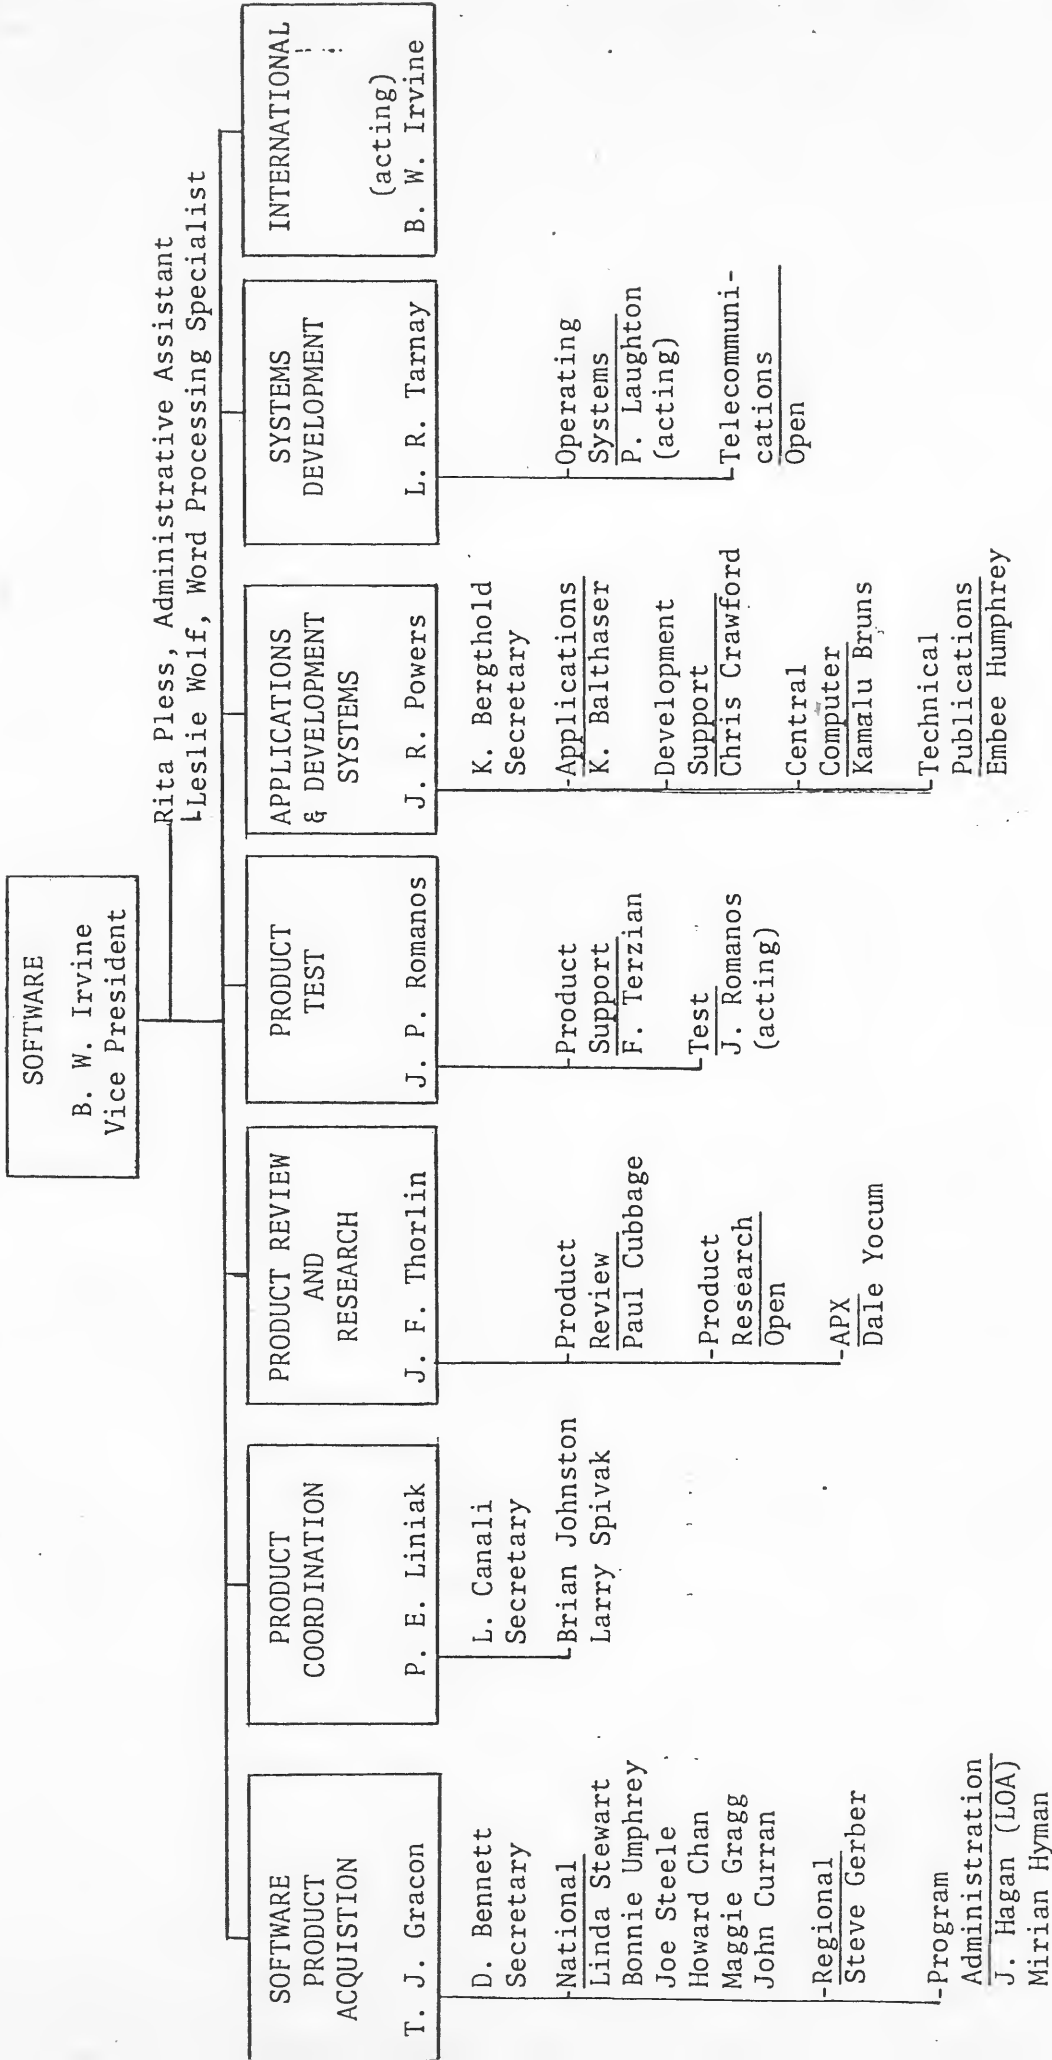 SOFTWARE
B. W. Irvine
Vice President
Rita Pless, Administrative Assistant
Leslie Wolf, Word Processing Specialist
SOFTWARE
PRODUCT
ACQUISTION
T. J. Gracon
D. Bennett
Secretary
National
Linda Stewart
Bonnie Umphrey
Joe Steele
Howard Chan
Maggie Gragg
John Curran
Regional
Steve Gerber
Program
Administration
J. Hagan (LOA)
Mirian Hyman
PRODUCT
COORDINATION
P. E. Liniak
L. Canali
Secretary
Brian Johnston
Larry Spivak
PRODUCT REVIEW
AND
RESEARCH
J. F. Thorlin
Product
Review
Paul Cubbage
Product
Research
Open
APX
Dale Yocum
PRODUCT
TEST
J. P. Romanos
Product
Support
F. Terzian
Test
J. Romanos
(acting)
APPLICATIONS
& DEVELOPMENT
SYSTEMS
J. R. Powers
K. Bergthold
Secretary
Applications
K. Balthaser
Development
Support
Chris Crawford
Central
Computer
Kamalu Bruns
Technical
Publications
Embee Humphrey
SYSTEMS
DEVELOPMENT
L. R. Tarnay
Operating
Systems
P. Laughton
(acting)
Telecommuni-
cations
Open
INTERNATIONAL
(acting)
B. W. Irvine